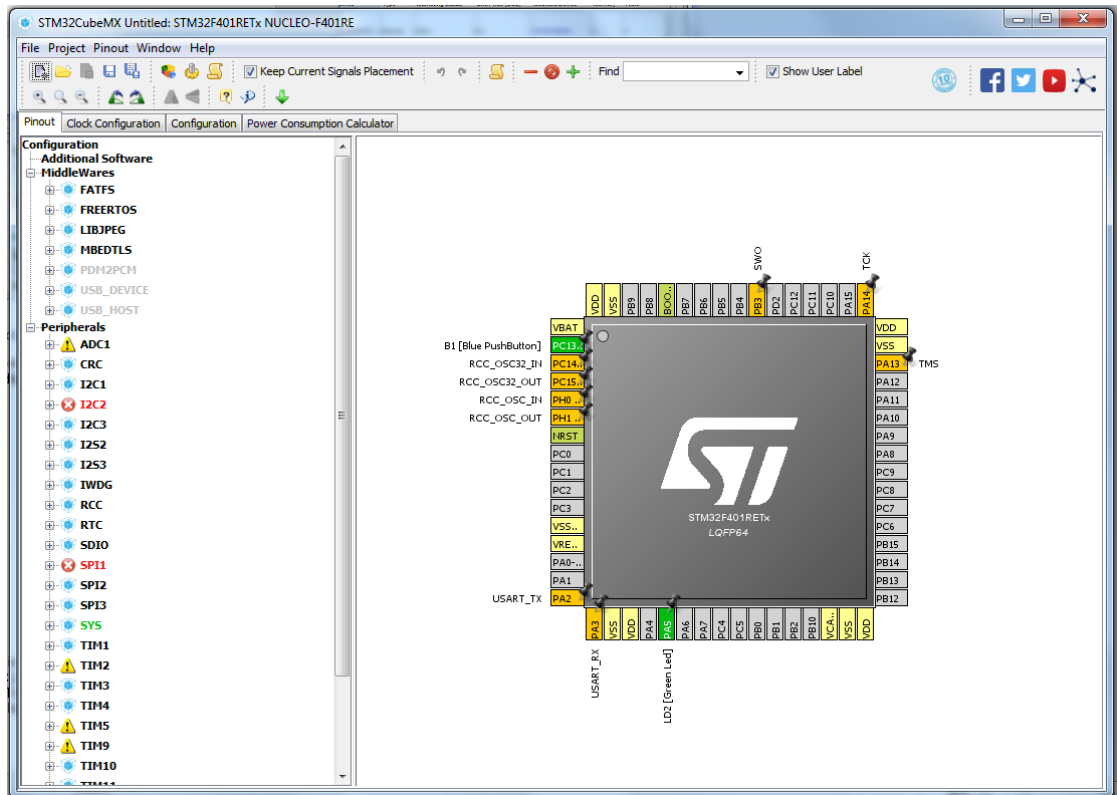 STM32CubeMX Untitled: STM32F401RETx NUCLEO-F401RE
File Project Pinout Window Help
Keep Current Signals Placement
Find
Show User Label
10
Pinout
Clock Configuration
Configuration
Power Consumption Calculator
Configuration
Additional Software
MiddleWares
FATFS
FREERTOS
LIBJPEG
MBEDTLS
PDM2PCM
USB_DEVICE
USB_HOST
Peripherals
ADC1
CRC
I2C1
I2C2
I2C3
I2S2
I2S3
IWDG
RCC
RTC
SDIO
SPI1
SPI2
SPI3
SYS
TIM1
TIM2
TIM3
TIM4
TIM5
TIM9
TIM10
TIM11
SWO
TCK
VDD
VSS
PB9
PB8
BOO..
PB7
PB6
PB5
PB4
PB3
PD2
PC12
PC11
PC10
PA15
PA14
VBAT
B1 [Blue PushButton] PC13..
RCC_OSC32_IN PC14..
RCC_OSC32_OUT PC15..
RCC_OSC_IN PH0 ..
RCC_OSC_OUT PH1 ..
NRST
PC0
PC1
PC2
PC3
VSS..
VRE..
PA0-..
PA1
USART_TX PA2
STM32F401RETx
LQFP64
VDD
VSS
PA13 TMS
PA12
PA11
PA10
PA9
PA8
PC9
PC8
PC7
PC6
PB15
PB14
PB13
PB12
PA3
VSS
VDD
PA4
PA5
PA6
PA7
PC4
PC5
PB0
PB1
PB2
PB10
VCA..
VSS
VDD
USART_RX
LD2 [Green Led]